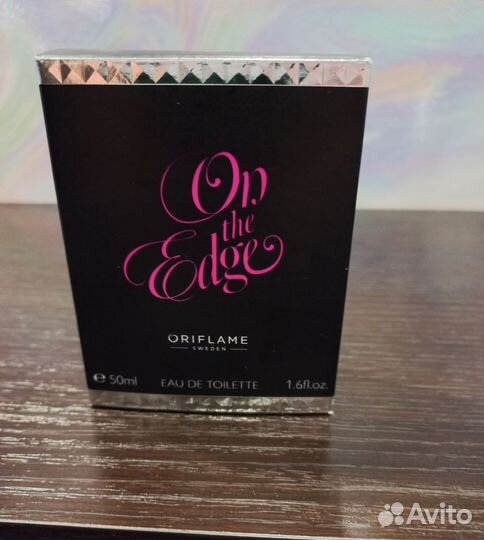 On
the
Edge
ORIFLAME
SWEDEN
℮ 50ml EAU DE TOILETTE 1.6fl.oz.
Avito